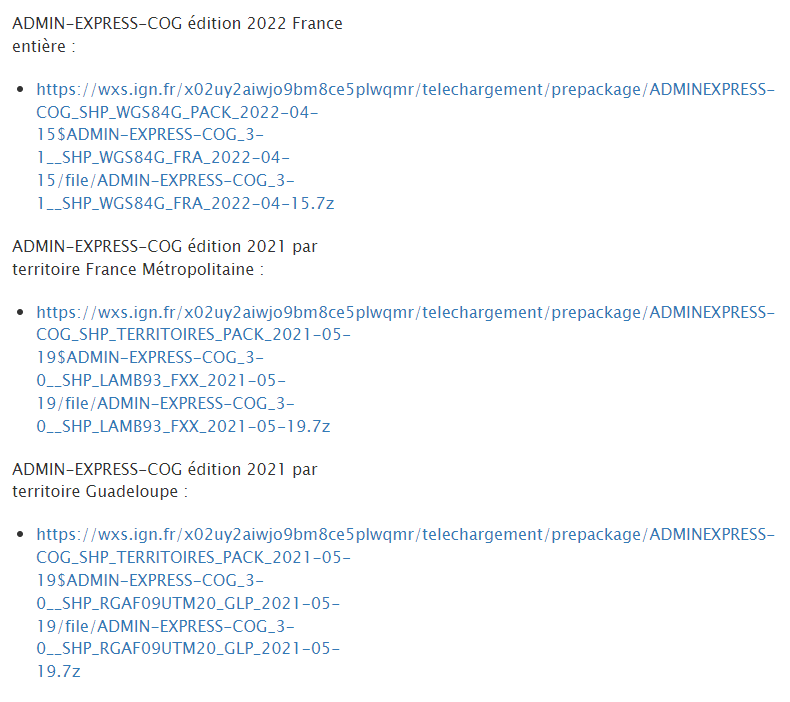 ADMIN-EXPRESS-COG édition 2022 France
entière :
https://wxs.ign.fr/x02uy2aiwjo9bm8ce5plwqmr/telechargement/prepackage/ADMINEXPRESS-
COG_SHP_WGS84G_PACK_2022-04-
15$ADMIN-EXPRESS-COG_3-
1__SHP_WGS84G_FRA_2022-04-
15/file/ADMIN-EXPRESS-COG_3-
1__SHP_WGS84G_FRA_2022-04-15.7z
ADMIN-EXPRESS-COG édition 2021 par
territoire France Métropolitaine :
https://wxs.ign.fr/x02uy2aiwjo9bm8ce5plwqmr/telechargement/prepackage/ADMINEXPRESS-
COG_SHP_TERRITOIRES_PACK_2021-05-
19$ADMIN-EXPRESS-COG_3-
0__SHP_LAMB93_FXX_2021-05-
19/file/ADMIN-EXPRESS-COG_3-
0__SHP_LAMB93_FXX_2021-05-19.7z
ADMIN-EXPRESS-COG édition 2021 par
territoire Guadeloupe :
https://wxs.ign.fr/x02uy2aiwjo9bm8ce5plwqmr/telechargement/prepackage/ADMINEXPRESS-
COG_SHP_TERRITOIRES_PACK_2021-05-
19$ADMIN-EXPRESS-COG_3-
0__SHP_RGAF09UTM20_GLP_2021-05-
19/file/ADMIN-EXPRESS-COG_3-
0__SHP_RGAF09UTM20_GLP_2021-05-
19.7z